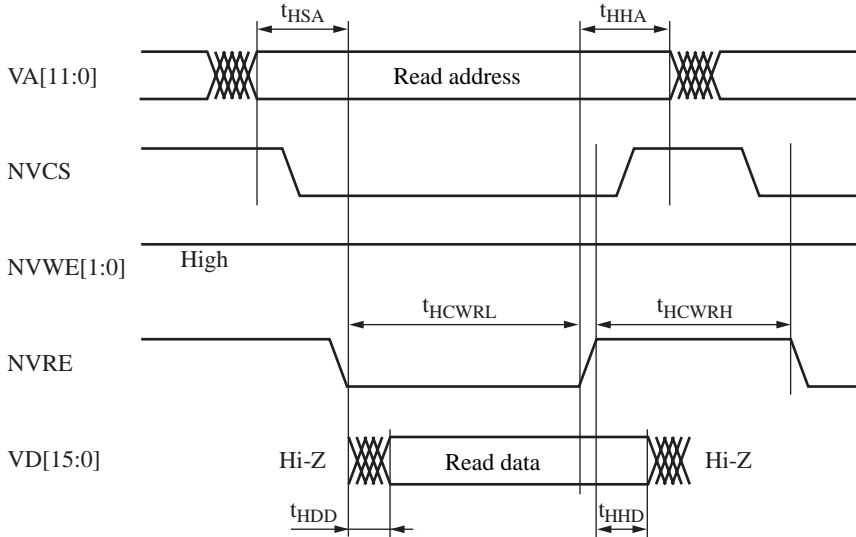 tHSA
tHHA
VA[11:0]
Read address
NVCS
NVWE[1:0]
High
tHCWRL
tHCWRH
NVRE
VD[15:0]
Hi-Z
Read data
Hi-Z
tHDD
tHHD